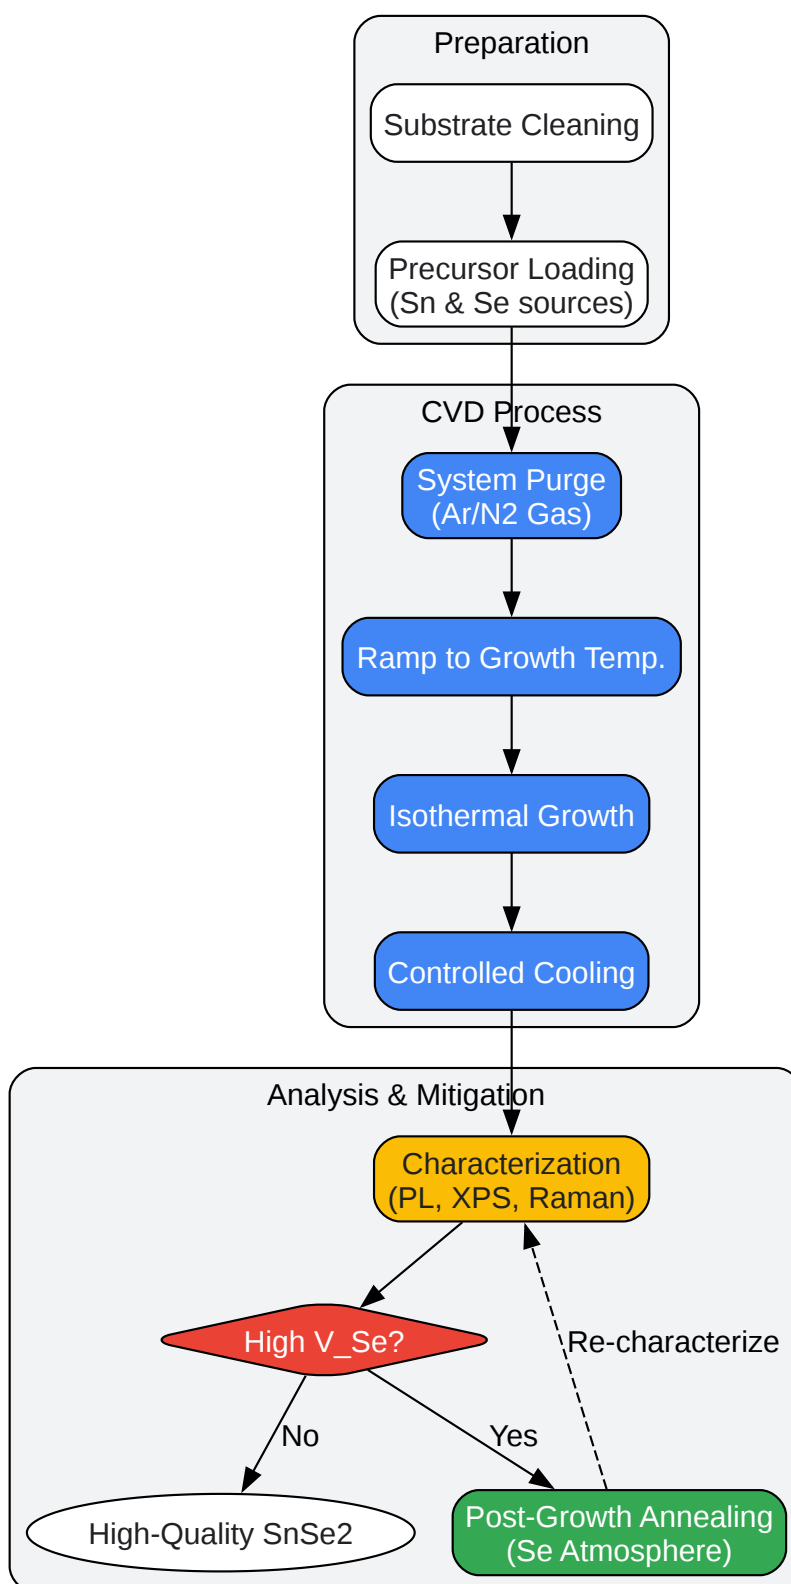 Preparation
Substrate Cleaning
Precursor Loading
(Sn & Se sources)
CVD Process
System Purge
(Ar/N2 Gas)
Ramp to Growth Temp.
Isothermal Growth
Controlled Cooling
Analysis & Mitigation
Characterization
(PL, XPS, Raman)
High V_Se?
Re-characterize
No
Yes
High-Quality SnSe2
Post-Growth Annealing
(Se Atmosphere)